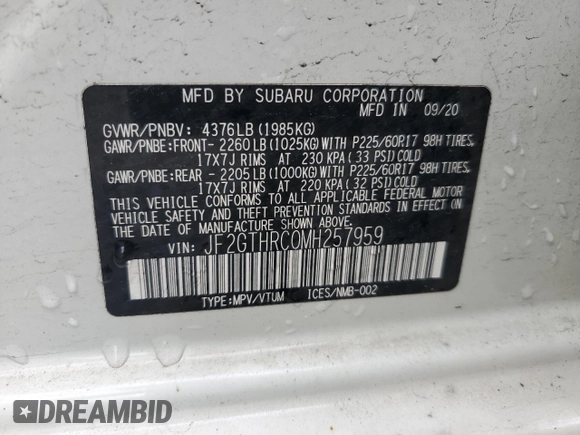 MFD BY SUBARU CORPORATION
MFD IN 09/20
GVWR/PNBV: 4376LB(1985KG)
GAWR/PNBE:FRONT- 2260LB(1025KG)WITH P225/60R17 98H TIRES,
17X7J RIMS AT 230 KPA(33 PSI)COLD
GAWR/PNBE:REAR - 2205LB(1000KG)WITH P225/60R17 98H TIRES,
17X7J RIMS AT 220 KPA(32 PSI)COLD
THIS VEHICLE CONFORMS TO ALL APPLICABLE FEDERAL MOTOR
VEHICLE SAFETY AND THEFT PREVENTION STANDARDS IN EFFECT ON
THE DATE OF MANUFACTURE SHOWN ABOVE.
VIN: JF2GTHRC0MH257959
TYPE:MPV/VTUM ICES/NMB-002
DREAMBID